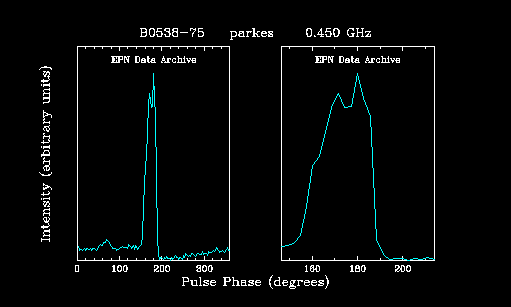 B0538-75 parkes 0.450 GHz
EPN Data Archive EPN Data Archive
Intensity (arbitrary units)
0 100 200 300 160 180 200
Pulse Phase (degrees)